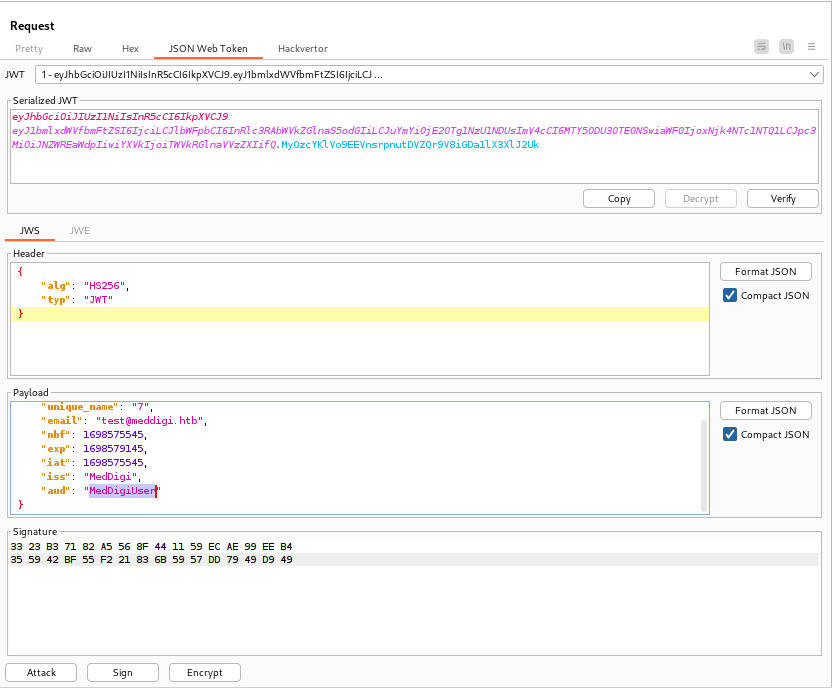 Request
Pretty Raw Hex JSON Web Token Hackvertor
\n
JWT 1 - eyJhbGciOiJIUzI1NiIsInR5cCI6IkpXVCJ9.eyJ1bmlxdWVfbmFtZSI6IjciLCJ ...
Serialized JWT
eyJhbGciOiJIUzI1NiIsInR5cCI6IkpXVCJ9.
eyJ1bmlxdWVfbmFtZSI6IjciLCJlbWFpbCI6InRlc3RAbWVkZGlnaS5odGIiLCJuYmYiOjE2OTg1NzU1NDUsImV4cCI6MTY5ODU3OTE0NSwiaWF0IjoxNjk4NTc1NTQ1LCJpc3
MiOiJNZWREaWdpIiwiYXVkIjoiTWVkRGlnaVVzZXIifQ.MyOzcYKlVo9EEVnsrpnutDVZQr9V8iGDa1lX3XlJ2Uk
Copy Decrypt Verify
JWS JWE
Header
{
"alg": "HS256",
"typ": "JWT"
}
Format JSON
Compact JSON
Payload
"unique_name": "7",
"email": "test@meddigi.htb",
"nbf": 1698575545,
"exp": 1698579145,
"iat": 1698575545,
"iss": "MedDigi",
"aud": "MedDigiUser"
}
Format JSON
Compact JSON
Signature
33 23 B3 71 82 A5 56 8F 44 11 59 EC AE 99 EE B4
35 59 42 BF 55 F2 21 83 6B 59 57 DD 79 49 D9 49
Attack Sign Encrypt